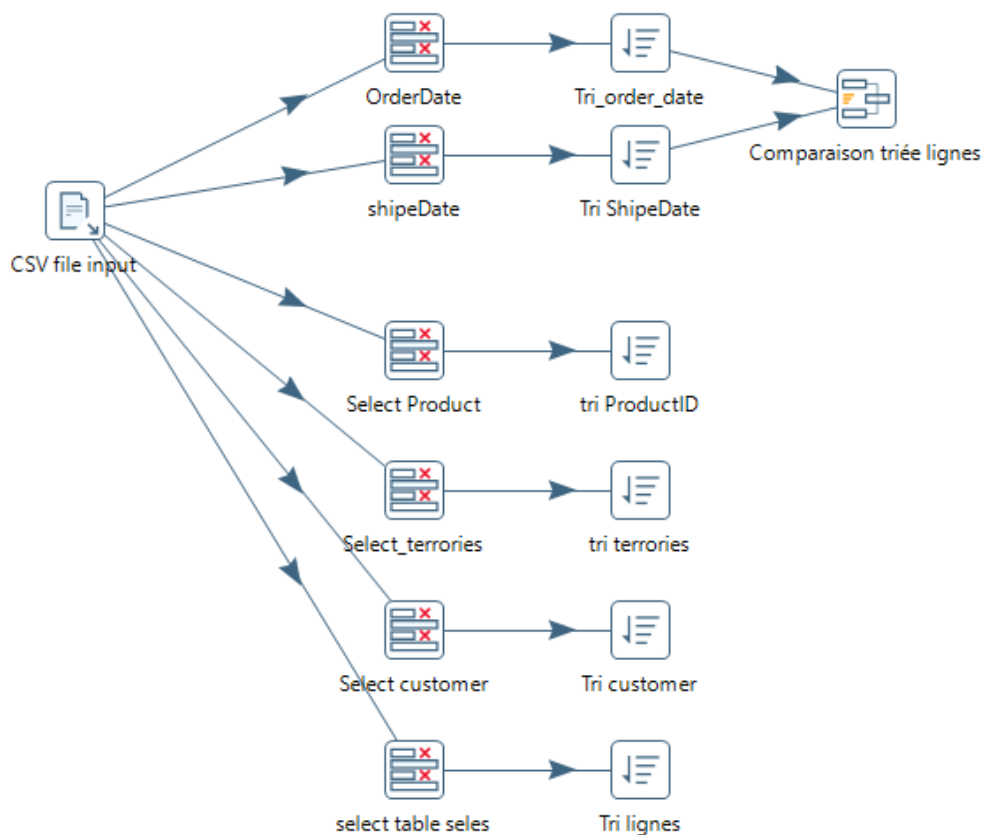 OrderDate
Tri_order_date
Comparaison triée lignes
shipeDate
Tri ShipeDate
CSV file input
Select Product
tri ProductID
Select_terrories
tri terrories
Select customer
Tri customer
select table seles
Tri lignes